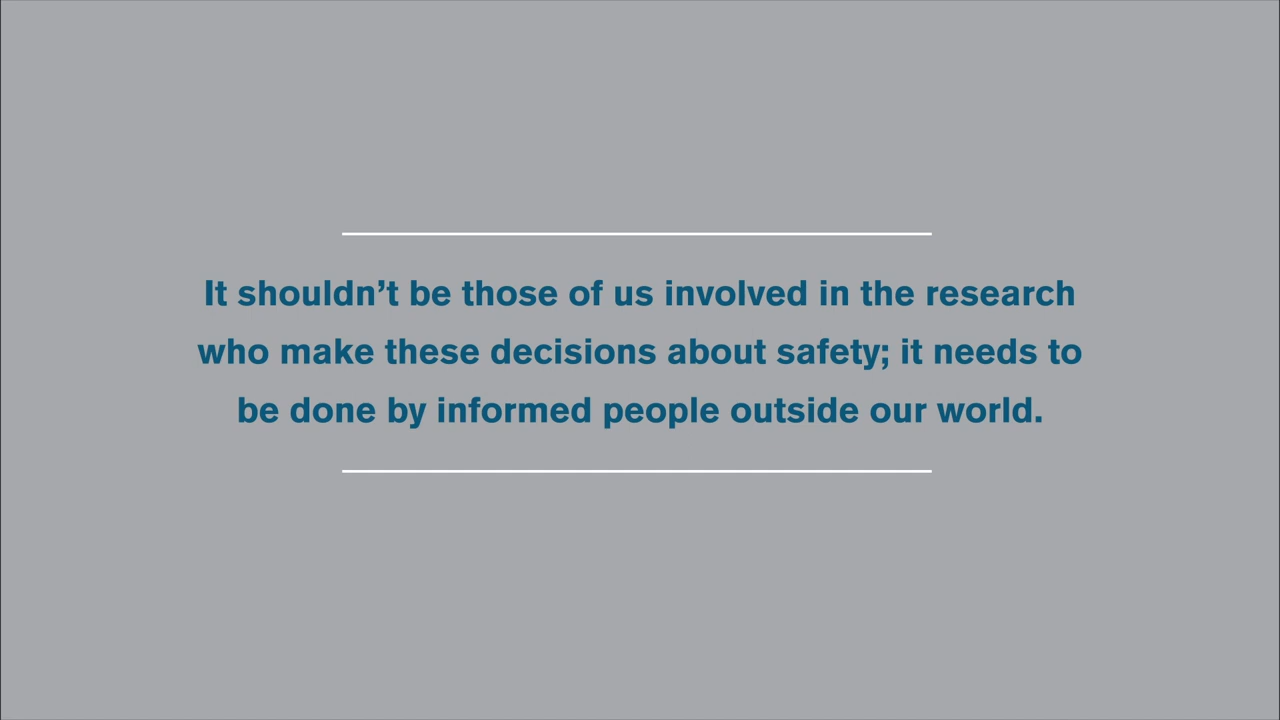 It shouldn’t be those of us involved in the research
who make these decisions about safety; it needs to
be done by informed people outside our world.